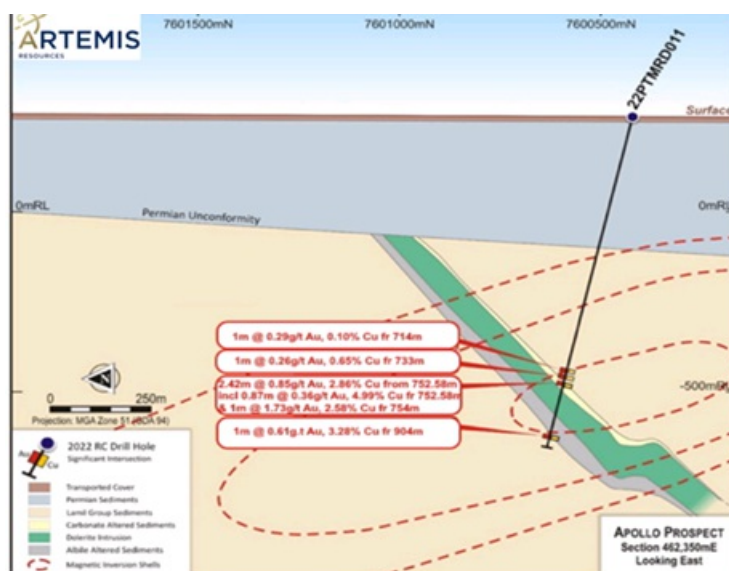 ARTEMIS
RESOURCES
7601500mN
7601000mN
7600500mN
22PTMRD011
Surface
0mRL
Permian Unconformity
0mRL
1m @ 0.29g/t Au, 0.10% Cu fr 714m
1m @ 0.26g/t Au, 0.65% Cu fr 733m
2.42m @ 0.85g/t Au, 2.86% Cu from 752.58m
incl 0.87m @ 0.36g/t Au, 4.99% Cu fr 752.58m
& 1m @ 1.73g/t Au, 2.58% Cu fr 754m
1m @ 0.61g.t Au, 3.28% Cu fr 904m
-500mRL
0
250m
Projection: MGA Zone 51 (GDA 94)
2022 RC Drill Hole
Significant Intersection
Au
Cu
Transported Cover
Permian Sediments
Lamil Group Sediments
Carbonate Altered Sediments
Dolerite Intrusion
Albite Altered Sediments
Magnetic Inversion Shells
APOLLO PROSPECT
Section 462,350mE
Looking East